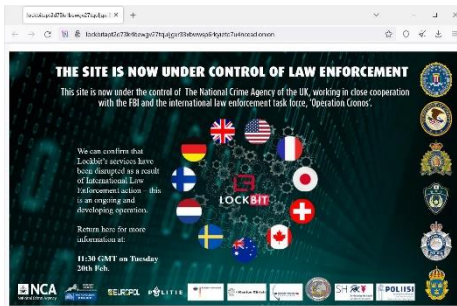 THE SITE IS NOW UNDER CONTROL OF LAW ENFORCEMENT
This site is now under the control of The National Crime Agency of the UK, working in close cooperation
with the FBI and the international law enforcement task force, 'Operation Cronos'.
We can confirm that
Lockbit's services have
been disrupted as a result
of International Law
Enforcement action – this
is an ongoing and
developing operation.
Return here for more
information at:
11:30 GMT on Tuesday
20th Feb.
LOCKBIT
NCA
National Crime Agency
EUROPOL
POLITIE
POLIISI